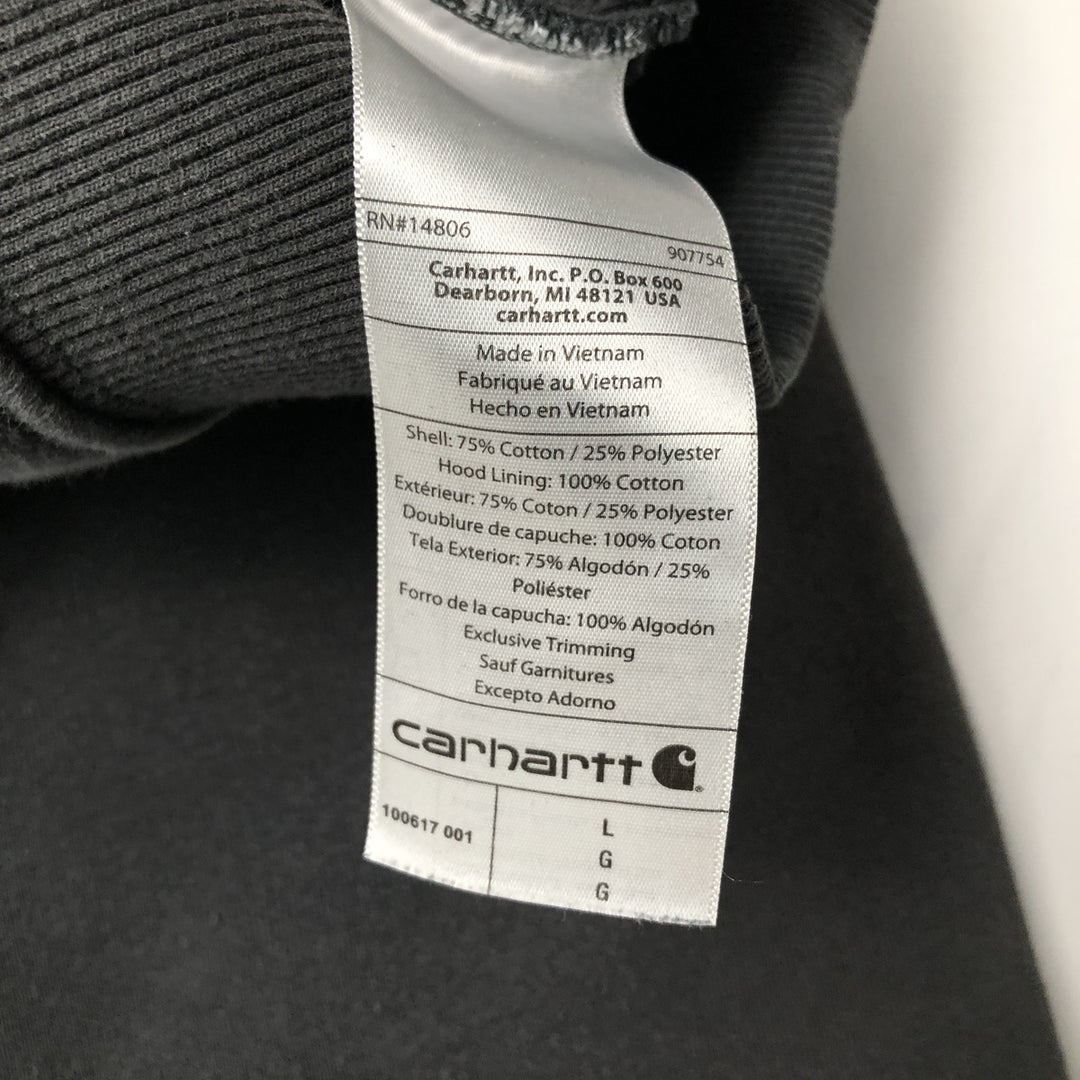 RN#14806
907754
Carhartt, Inc. P.O. Box 600
Dearborn, MI 48121 USA
carhartt.com
Made in Vietnam
Fabriqué au Vietnam
Hecho en Vietnam
Shell: 75% Cotton / 25% Polyester
Hood Lining: 100% Cotton
Extérieur: 75% Coton / 25% Polyester
Doublure de capuche: 100% Coton
Tela Exterior: 75% Algodón / 25%
Poliéster
Forro de la capucha: 100% Algodón
Exclusive Trimming
Sauf Garnitures
Excepto Adorno
carhartt
100617 001
L
G
G